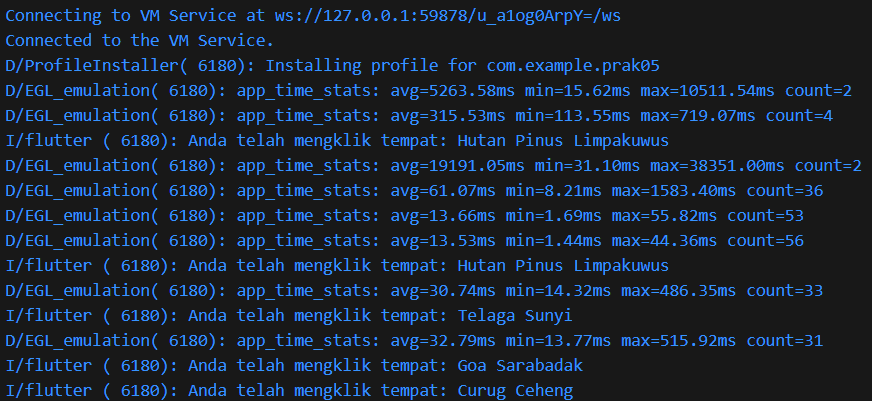 Connecting to VM Service at ws://127.0.0.1:59878/u_a1og0ArpY=/ws
Connected to the VM Service.
D/ProfileInstaller( 6180): Installing profile for com.example.prak05
D/EGL_emulation( 6180): app_time_stats: avg=5263.58ms min=15.62ms max=10511.54ms count=2
D/EGL_emulation( 6180): app_time_stats: avg=315.53ms min=113.55ms max=719.07ms count=4
I/flutter ( 6180): Anda telah mengklik tempat: Hutan Pinus Limpakuwus
D/EGL_emulation( 6180): app_time_stats: avg=19191.05ms min=31.10ms max=38351.00ms count=2
D/EGL_emulation( 6180): app_time_stats: avg=61.07ms min=8.21ms max=1583.40ms count=36
D/EGL_emulation( 6180): app_time_stats: avg=13.66ms min=1.69ms max=55.82ms count=53
D/EGL_emulation( 6180): app_time_stats: avg=13.53ms min=1.44ms max=44.36ms count=56
I/flutter ( 6180): Anda telah mengklik tempat: Hutan Pinus Limpakuwus
D/EGL_emulation( 6180): app_time_stats: avg=30.74ms min=14.32ms max=486.35ms count=33
I/flutter ( 6180): Anda telah mengklik tempat: Telaga Sunyi
D/EGL_emulation( 6180): app_time_stats: avg=32.79ms min=13.77ms max=515.92ms count=31
I/flutter ( 6180): Anda telah mengklik tempat: Goa Sarabadak
I/flutter ( 6180): Anda telah mengklik tempat: Curug Ceheng